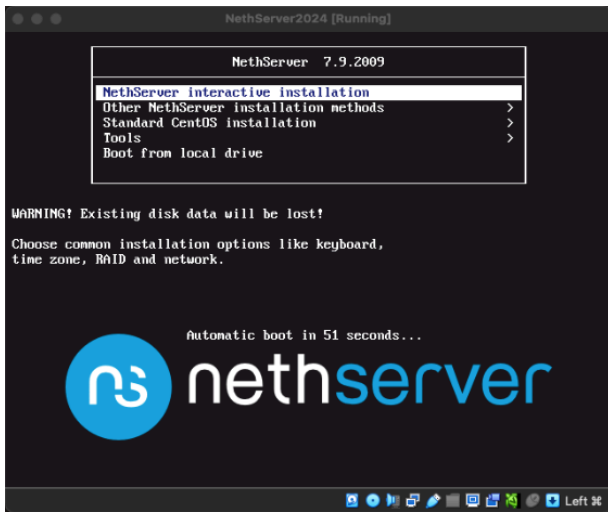 NethServer2024 [Running]
NethServer 7.9.2009
NethServer interactive installation
Other NethServer installation methods >
Standard CentOS installation >
Tools >
Boot from local drive
WARNING! Existing disk data will be lost!
Choose common installation options like keyboard,
time zone, RAID and network.
Automatic boot in 51 seconds...
ns nethserver
Left ⌘